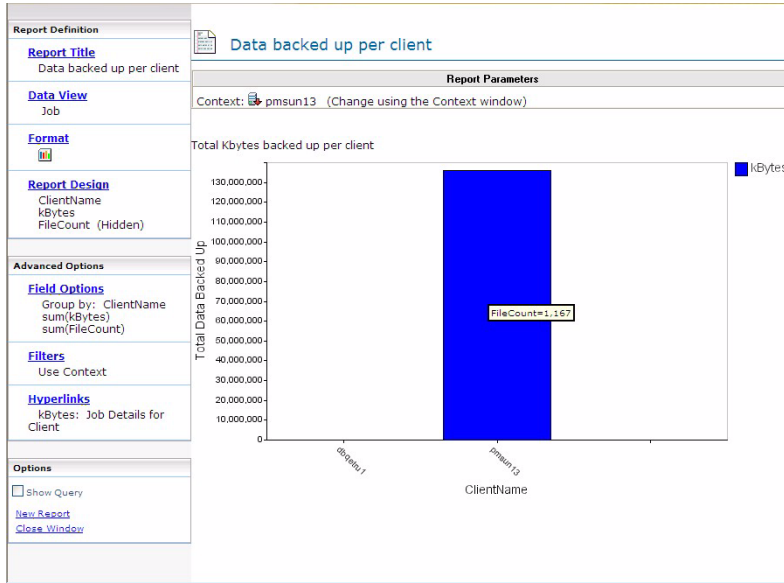 Report Definition
Report Title
Data backed up per client
Data View
Job
Format
Report Design
ClientName
kBytes
FileCount (Hidden)
Advanced Options
Field Options
Group by: ClientName
sum(kBytes)
sum(FileCount)
Filters
Use Context
Hyperlinks
kBytes: Job Details for
Client
Options
Show Query
New Report
Close Window
Data backed up per client
Report Parameters
Context: pmsun13 (Change using the Context window)
Total Kbytes backed up per client
kBytes
Total Data Backed Up
130,000,000
120,000,000
110,000,000
100,000,000
90,000,000
80,000,000
70,000,000
60,000,000
50,000,000
40,000,000
30,000,000
20,000,000
10,000,000
0
FileCount=1,167
dbqetru1
pmsun13
ClientName